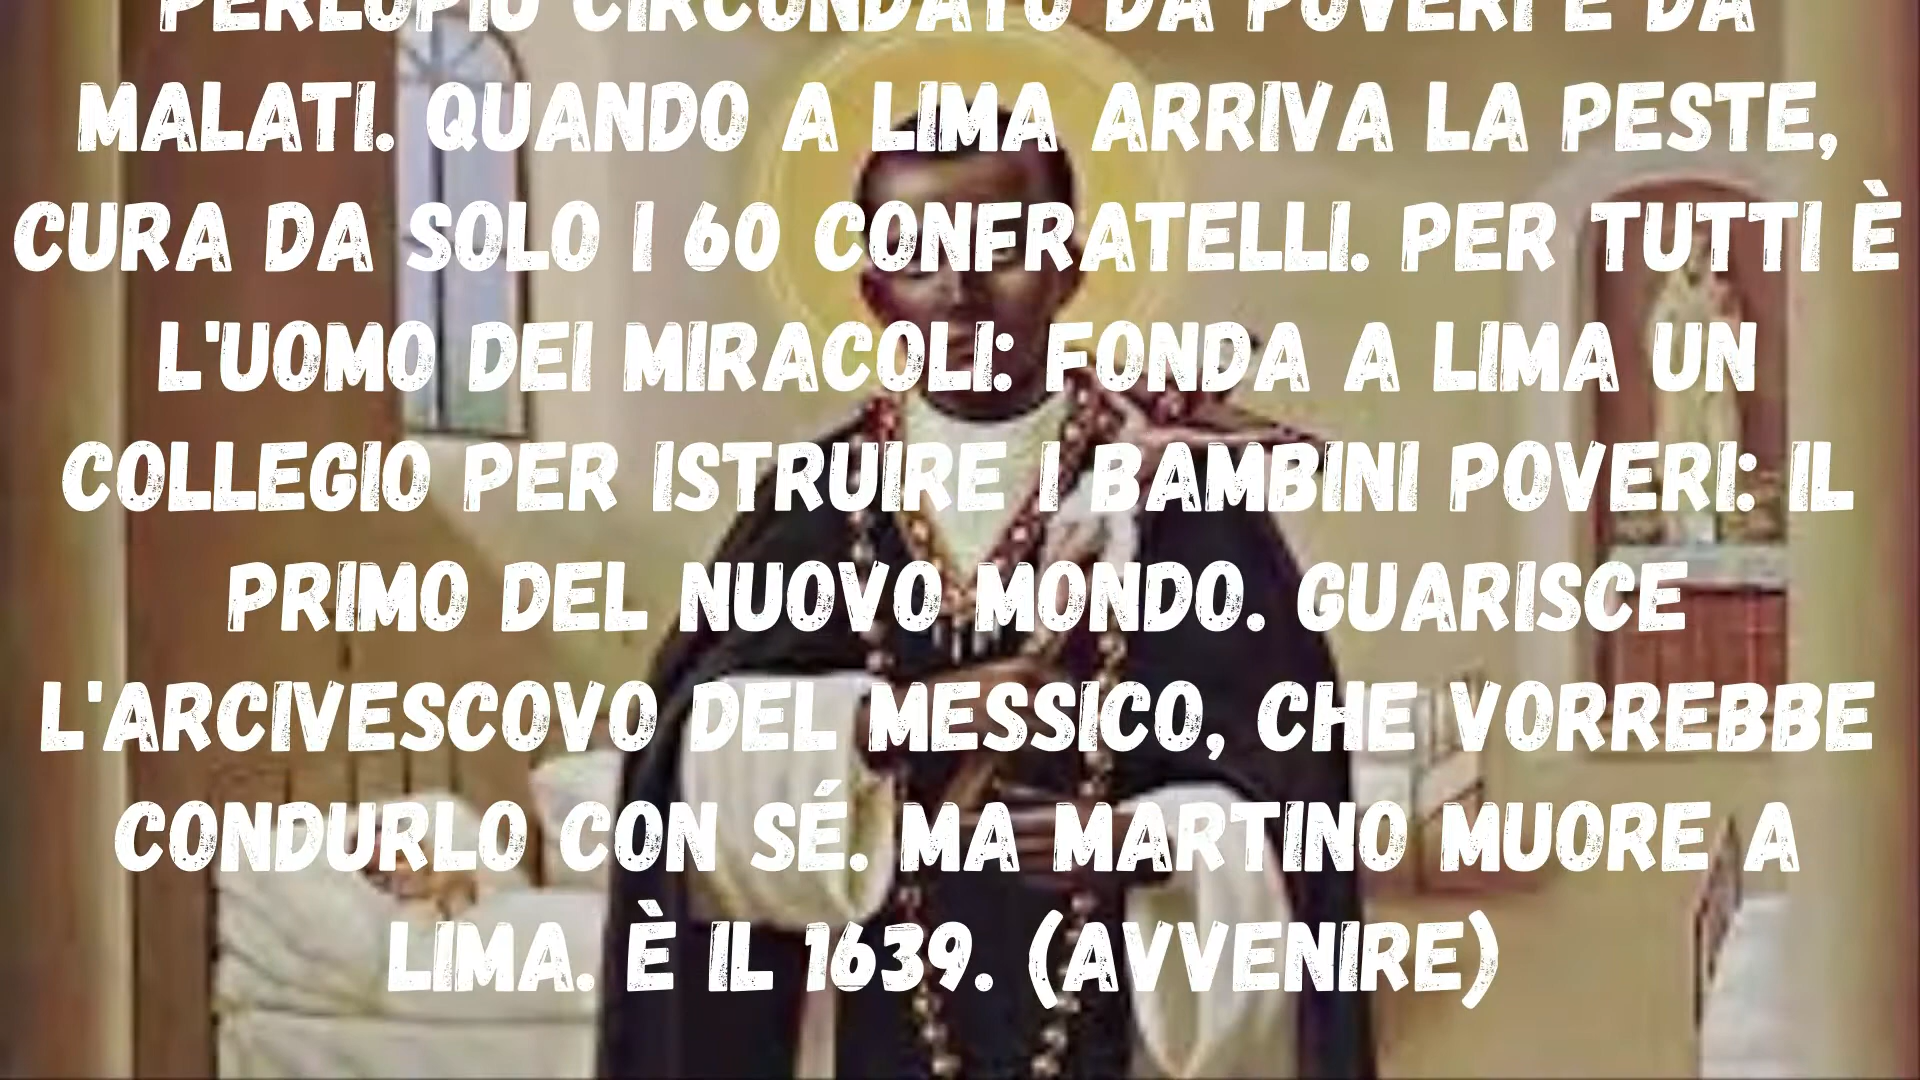 PERLOPIÙ CIRCONDATO DA POVERI E DA
MALATI. QUANDO A LIMA ARRIVA LA PESTE,
CURA DA SOLO I 60 CONFRATELLI. PER TUTTI È
L'UOMO DEI MIRACOLI: FONDA A LIMA UN
COLLEGIO PER ISTRUIRE I BAMBINI POVERI: IL
PRIMO DEL NUOVO MONDO. GUARISCE
L'ARCIVESCOVO DEL MESSICO, CHE VORREBBE
CONDURLO CON SÉ. MA MARTINO MUORE A
LIMA. È IL 1639. (AVVENIRE)